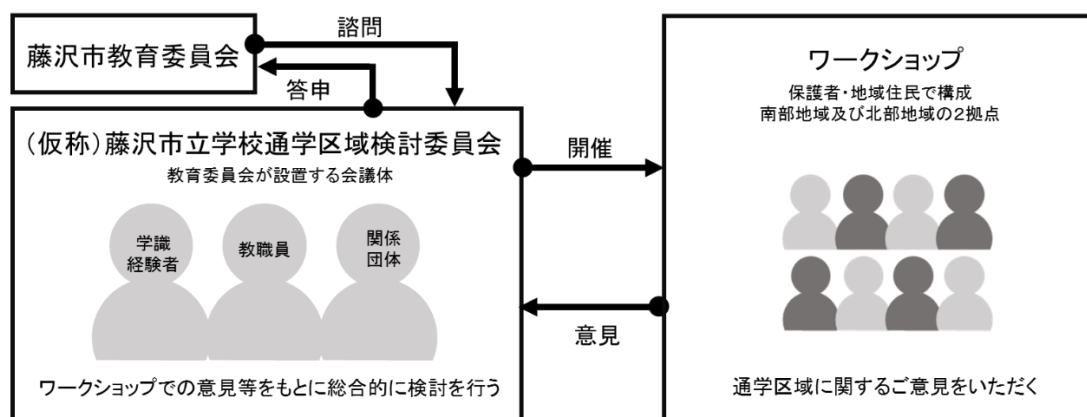 藤沢市教育委員会
諮問
答申
(仮称)藤沢市立学校通学区域検討委員会
教育委員会が設置する会議体
学識
経験者
教職員
関係
団体
ワークショップでの意見等をもとに総合的に検討を行う
開催
意見
ワークショップ
保護者・地域住民で構成
南部地域及び北部地域の2拠点
通学区域に関するご意見をいただく